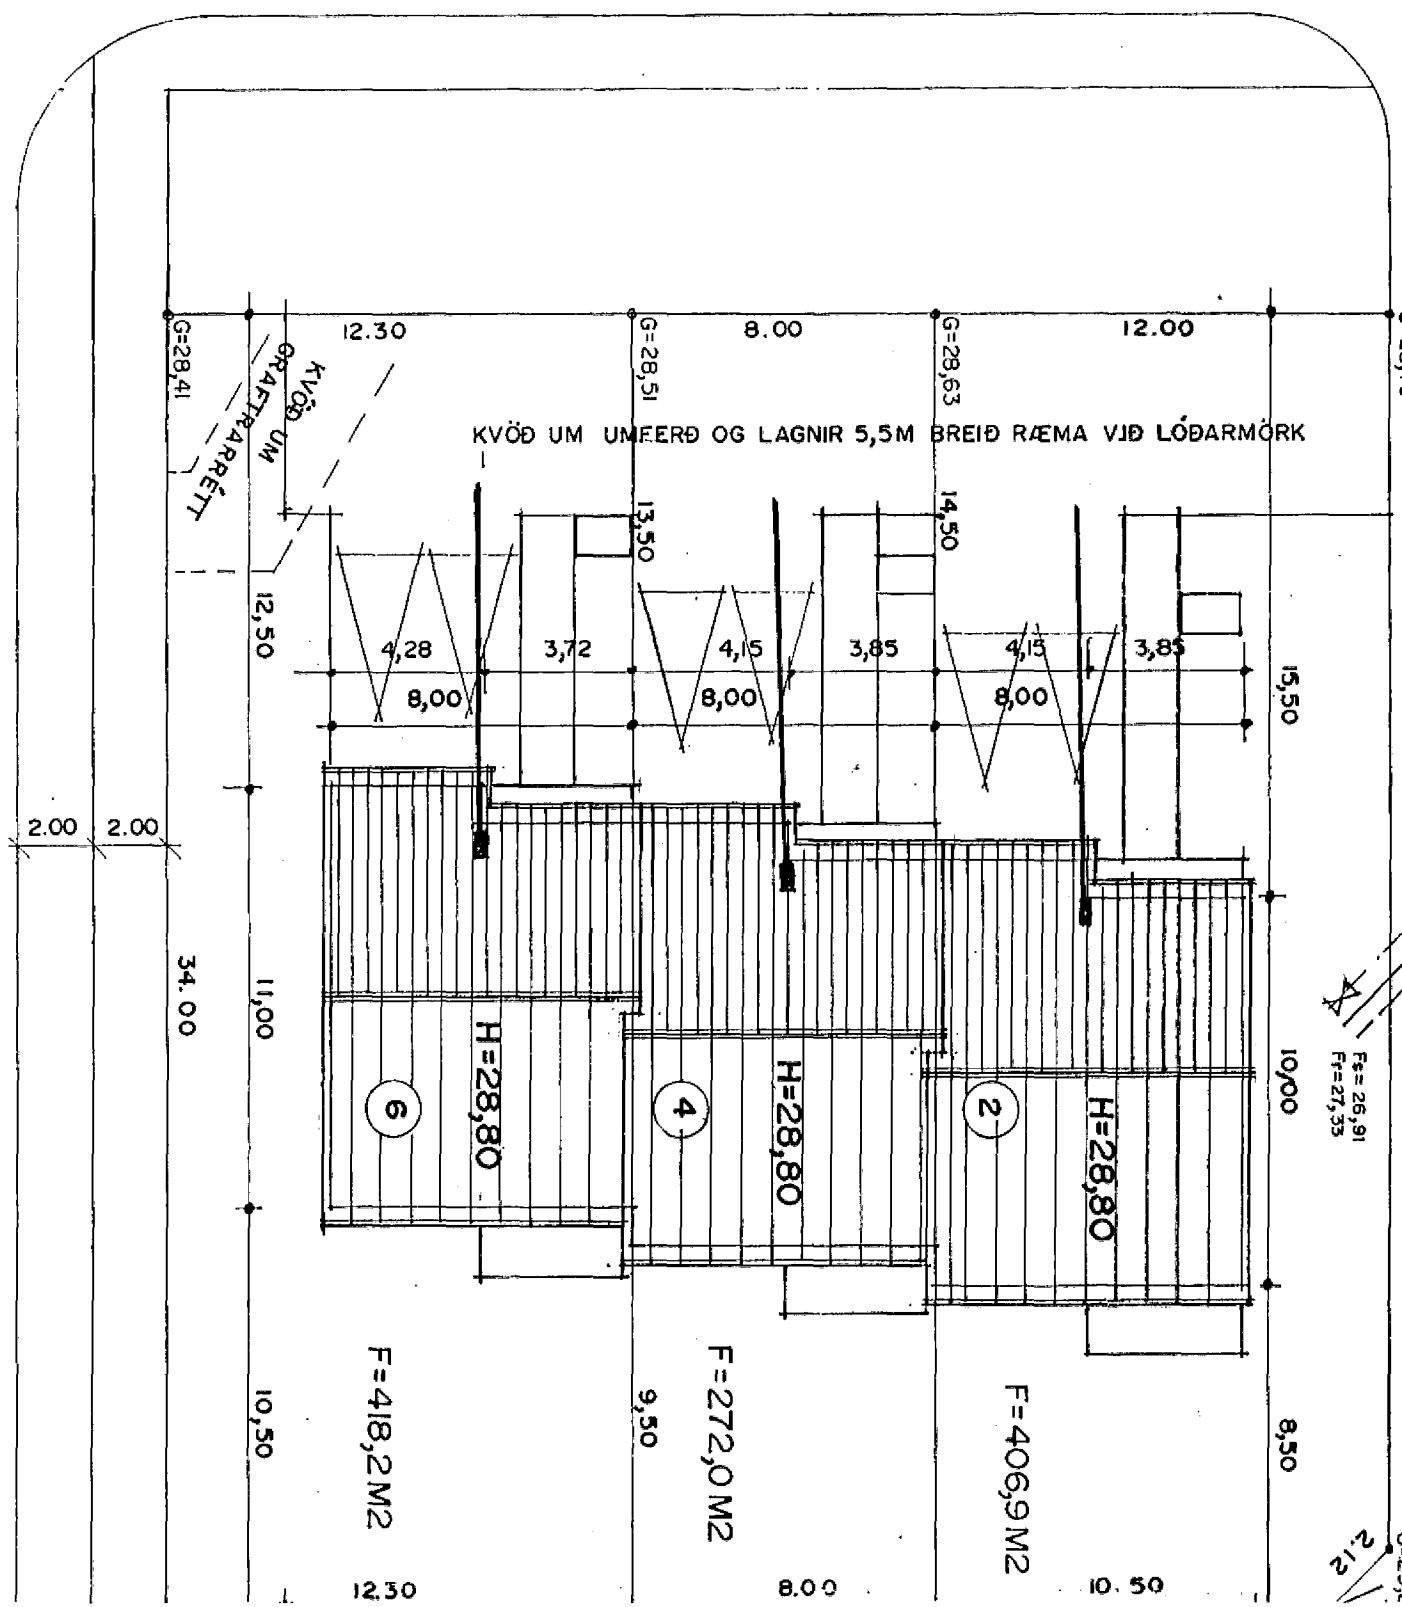 12.30
8.00
12.00
G=28,41
G=28,51
G=28,63
KVÖÐ UM
GRAFTRARRÉTT
KVÖÐ UM UMFERÐ OG LAGNIR 5,5M BREIÐ RÆMA VIÐ LÓÐARMÖRK
13,50
14,50
12,50
4,28
3,72
4,15
3,85
4,15
3,85
8,00
8,00
8,00
15,50
2.00
2.00
34.00
11,00
H=28,80
H=28,80
H=28,80
6
4
2
10,00
Fs=26,91
Fr=27,33
F=418,2M2
F=272,0M2
F=406,9M2
10,50
9,50
8,50
2.12
12.30
8.00
10.50